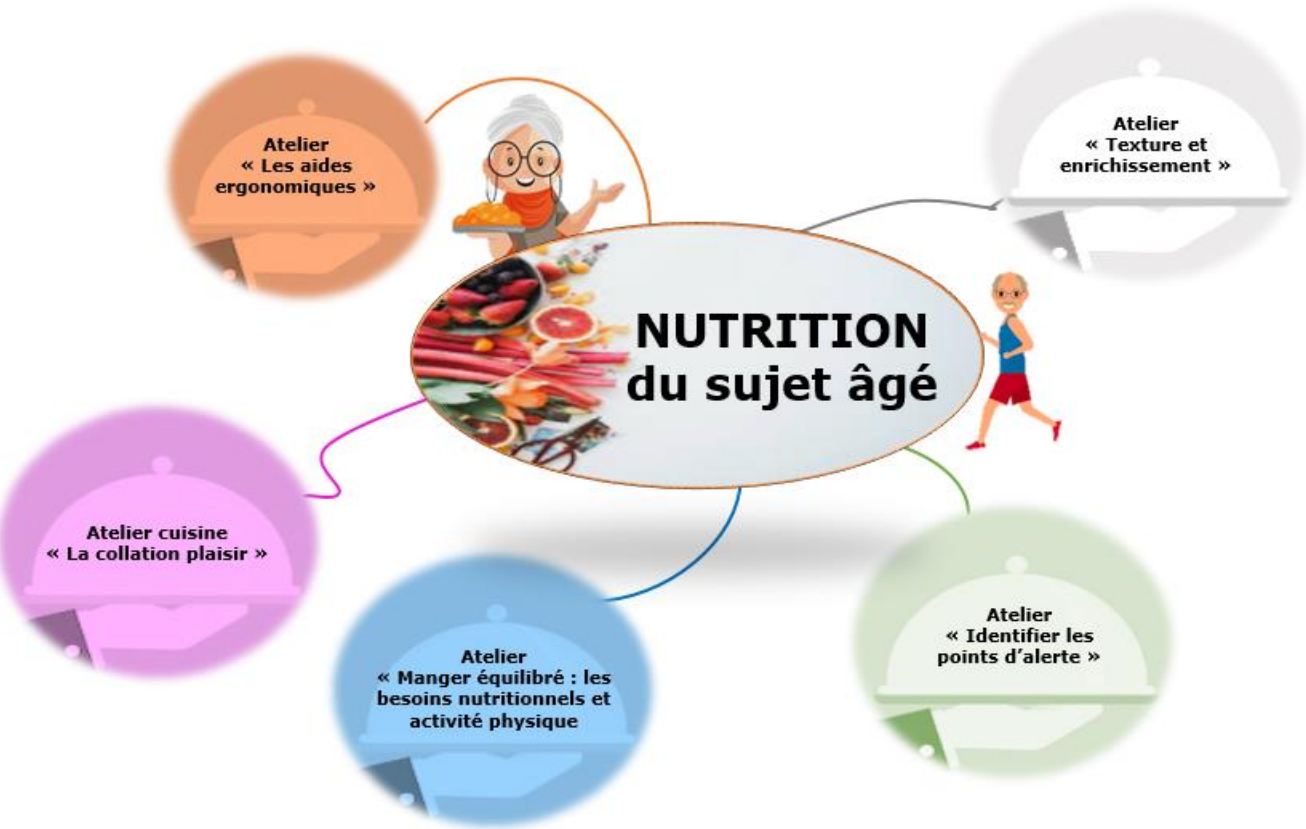 NUTRITION
du sujet âgé
Atelier
« Les aides
ergonomiques »
Atelier
« Texture et
enrichissement »
Atelier cuisine
« La collation plaisir »
Atelier
« Manger équilibré : les
besoins nutritionnels et
activité physique
Atelier
« Identifier les
points d’alerte »